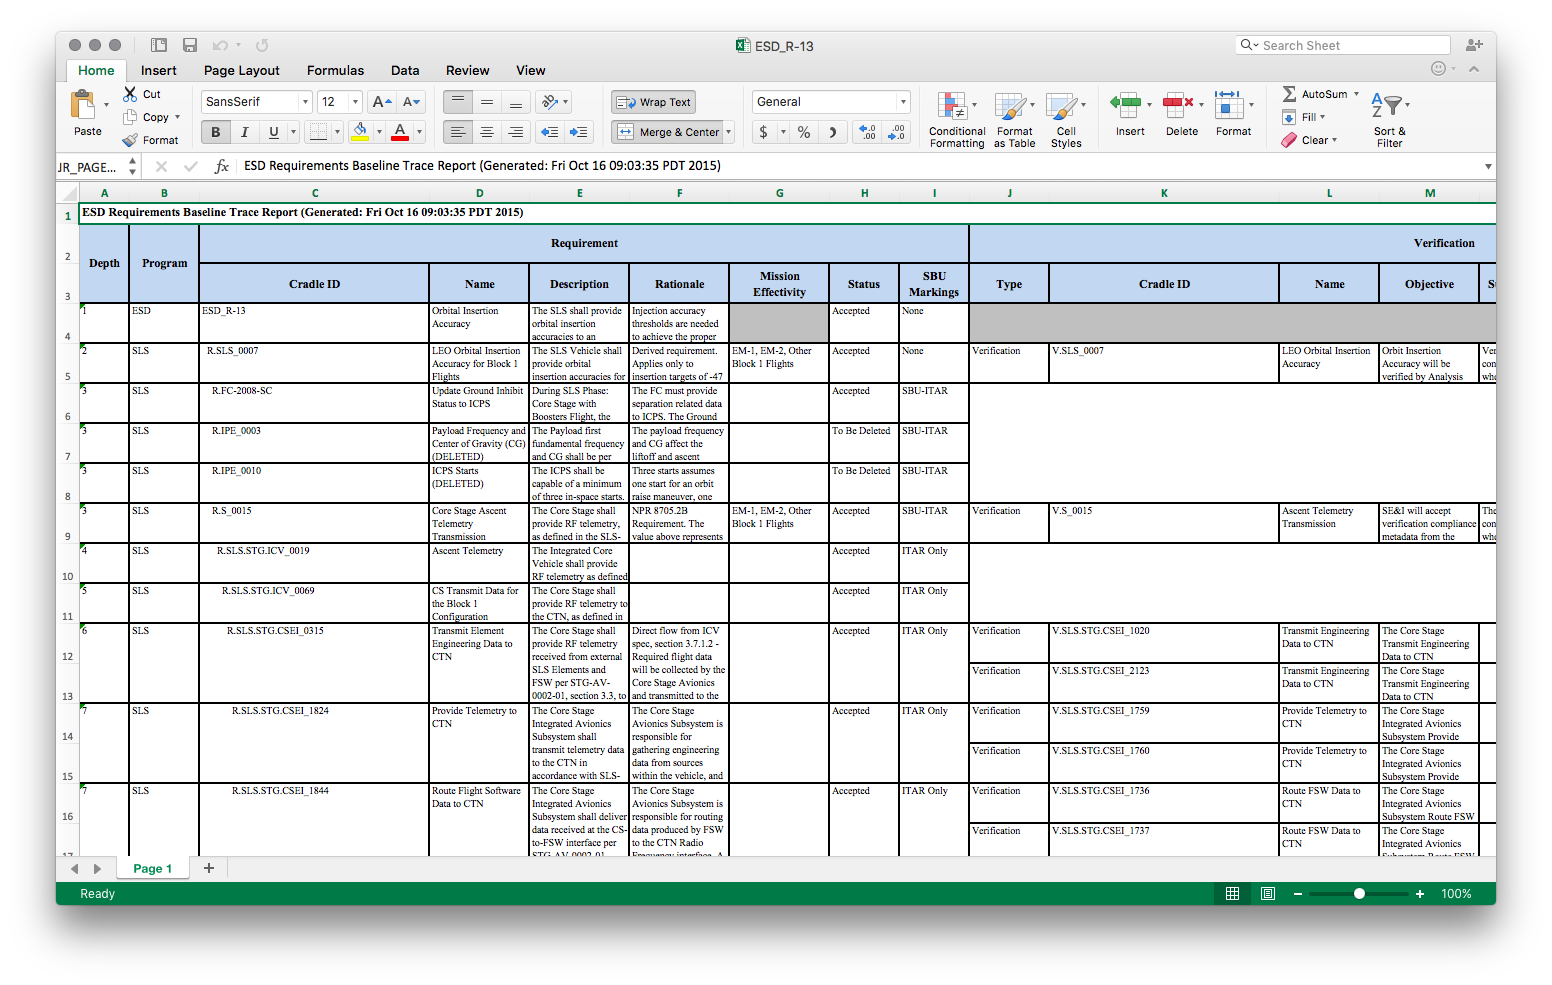 ESD_R-13
Search Sheet
Home Insert Page Layout Formulas Data Review View
Paste
Cut
Copy
Format
SansSerif 12
A A
B I U A
Wrap Text
Merge & Center
General
$ % )
Conditional Formatting
Format as Table
Cell Styles
Insert
Delete
Format
AutoSum
Fill
Clear
Sort & Filter
JR_PAGE... fx ESD Requirements Baseline Trace Report (Generated: Fri Oct 16 09:03:35 PDT 2015)
A B C D E F G H I J K L M
1 ESD Requirements Baseline Trace Report (Generated: Fri Oct 16 09:03:35 PDT 2015)
2 Depth Program Requirement Verification
3 Cradle ID Name Description Rationale Mission Effectivity Status SBU Markings Type Cradle ID Name Objective
4 1 ESD ESD_R-13 Orbital Insertion Accuracy The SLS shall provide orbital insertion accuracies to an Injection accuracy thresholds are needed to achieve the proper Accepted None
5 2 SLS R.SLS_0007 LEO Orbital Insertion Accuracy for Block 1 Flights The SLS Vehicle shall provide orbital insertion accuracies for Derived requirement. Applies only to insertion targets of -47 EM-1, EM-2, Other Block 1 Flights Accepted None Verification V.SLS_0007 LEO Orbital Insertion Accuracy Orbit Insertion Accuracy will be verified by Analysis
6 3 SLS R.FC-2008-SC Update Ground Inhibit Status to ICPS During SLS Phase: Core Stage with Boosters Flight, the The FC must provide separation related data to ICPS. The Ground Accepted SBU-ITAR
7 3 SLS R.IPE_0003 Payload Frequency and Center of Gravity (CG) (DELETED) The Payload first fundamental frequency and CG shall be per The payload frequency and CG affect the liftoff and ascent To Be Deleted SBU-ITAR
8 3 SLS R.IPE_0010 ICPS Starts (DELETED) The ICPS shall be capable of a minimum of three in-space starts. Three starts assumes one start for an orbit raise maneuver, one To Be Deleted SBU-ITAR
9 3 SLS R.S_0015 Core Stage Ascent Telemetry Transmission The Core Stage shall provide RF telemetry, as defined in the SLS- NPR 8705.2B Requirement. The value above represents EM-1, EM-2, Other Block 1 Flights Accepted SBU-ITAR Verification V.S_0015 Ascent Telemetry Transmission SE&I will accept verification compliance metadata from the
10 4 SLS R.SLS.STG.ICV_0019 Ascent Telemetry The Integrated Core Vehicle shall provide RF telemetry as defined Accepted ITAR Only
11 5 SLS R.SLS.STG.ICV_0069 CS Transmit Data for the Block 1 Configuration The Core Stage shall provide RF telemetry to the CTN, as defined in Accepted ITAR Only
12 6 SLS R.SLS.STG.CSEI_0315 Transmit Element Engineering Data to CTN The Core Stage shall provide RF telemetry received from external SLS Elements and FSW per STG-AV-0002-01, section 3.3, to Direct flow from ICV spec, section 3.7.1.2 - Required flight data will be collected by the Core Stage Avionics and transmitted to the Accepted ITAR Only Verification V.SLS.STG.CSEI_1020 Transmit Engineering Data to CTN The Core Stage Transmit Engineering Data to CTN
13 Verification V.SLS.STG.CSEI_2123 Transmit Engineering Data to CTN The Core Stage Transmit Engineering Data to CTN
14 7 SLS R.SLS.STG.CSEI_1824 Provide Telemetry to CTN The Core Stage Integrated Avionics Subsystem shall transmit telemetry data to the CTN in accordance with SLS- The Core Stage Avionics Subsystem is responsible for gathering engineering data from sources within the vehicle, and Accepted ITAR Only Verification V.SLS.STG.CSEI_1759 Provide Telemetry to CTN The Core Stage Integrated Avionics Subsystem Provide
15 Verification V.SLS.STG.CSEI_1760 Provide Telemetry to CTN The Core Stage Integrated Avionics Subsystem Provide
16 7 SLS R.SLS.STG.CSEI_1844 Route Flight Software Data to CTN The Core Stage Integrated Avionics Subsystem shall deliver data received at the CS-to-FSW interface per The Core Stage Avionics Subsystem is responsible for routing data produced by FSW to the CTN Radio Accepted ITAR Only Verification V.SLS.STG.CSEI_1736 Route FSW Data to CTN The Core Stage Integrated Avionics Subsystem Route FSW
Verification V.SLS.STG.CSEI_1737 Route FSW Data to CTN The Core Stage Integrated Avionics
Page 1 +
Ready 100%